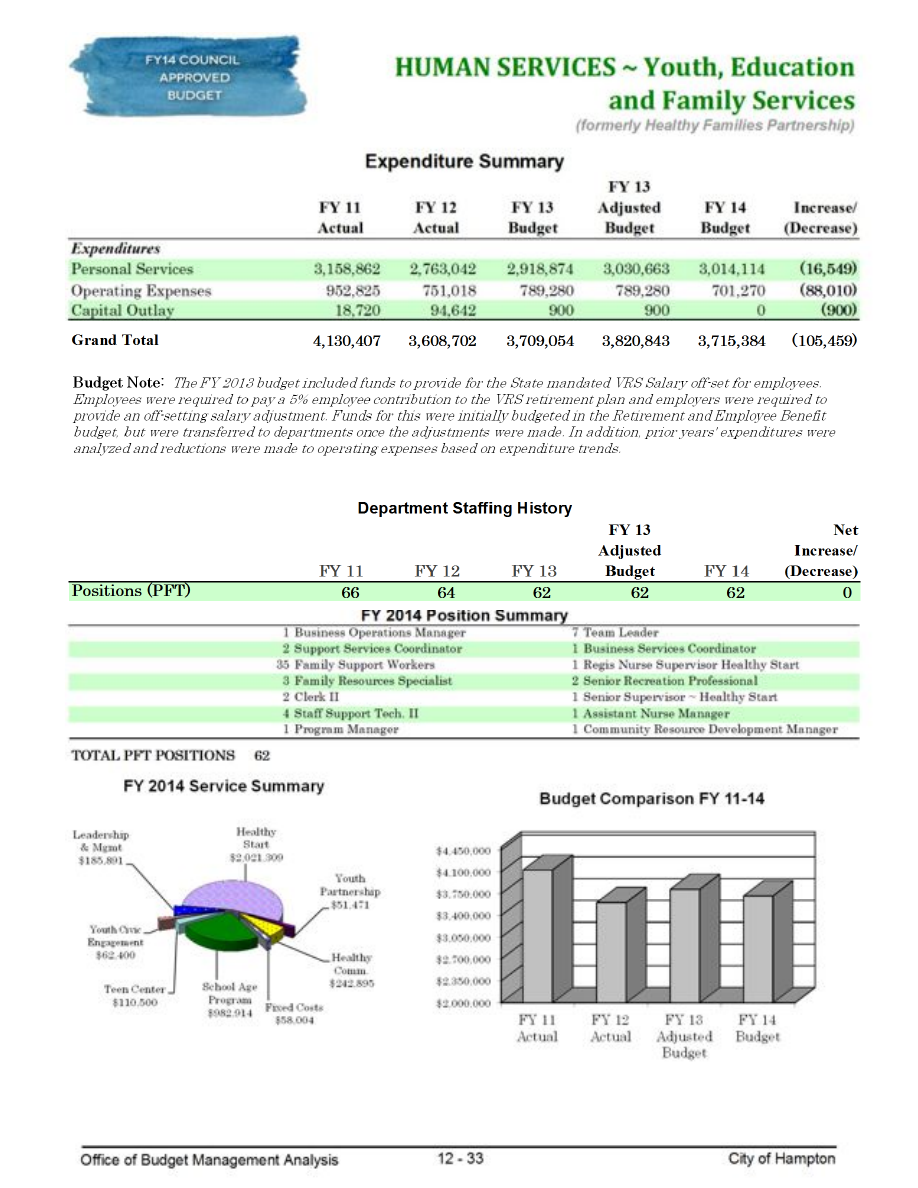 FY14 COUNCIL
APPROVED
BUDGET
HUMAN SERVICES ~ Youth, Education
and Family Services
(formerly Healthy Families Partnership)
Expenditure Summary
FY 13
FY 11 FY 12 FY 13 Adjusted FY 14 Increase/
Actual Actual Budget Budget Budget (Decrease)
Expenditures
Personal Services 3,158,862 2,763,042 2,918,874 3,030,663 3,014,114 (16,549)
Operating Expenses 952,825 751,018 789,280 789,280 701,270 (88,010)
Capital Outlay 18,720 94,642 900 900 0 (900)
Grand Total 4,130,407 3,608,702 3,709,054 3,820,843 3,715,384 (105,459)
Budget Note: The FY 2013 budget included funds to provide for the State mandated VRS Salary off-set for employees.
Employees were required to pay a 5% employee contribution to the VRS retirement plan and employers were required to
provide an off-setting salary adjustment. Funds for this were initially budgeted in the Retirement and Employee Benefit
budget, but were transferred to departments once the adjustments were made. In addition, prior years' expenditures were
analyzed and reductions were made to operating expenses based on expenditure trends.
Department Staffing History
FY 13 Net
Adjusted Increase/
FY 11 FY 12 FY 13 Budget FY 14 (Decrease)
Positions (PFT) 66 64 62 62 62 0
FY 2014 Position Summary
1 Business Operations Manager 7 Team Leader
2 Support Services Coordinator 1 Business Services Coordinator
35 Family Support Workers 1 Regis Nurse Supervisor Healthy Start
3 Family Resources Specialist 2 Senior Recreation Professional
2 Clerk II 1 Senior Supervisor ~ Healthy Start
4 Staff Support Tech. II 1 Assistant Nurse Manager
1 Program Manager 1 Community Resource Development Manager
TOTAL PFT POSITIONS 62
FY 2014 Service Summary
Leadership
& Mgmt
$185,891
Healthy
Start
$2,021,309
Youth
Partnership
$51,471
Youth Civic
Engagement
$62,400
Healthy
Comm.
$242,895
Teen Center
$110,500
School Age
Program
$982,914
Fixed Costs
$58,004
Budget Comparison FY 11-14
$4,450,000
$4,100,000
$3,750,000
$3,400,000
$3,050,000
$2,700,000
$2,350,000
$2,000,000
FY 11 FY 12 FY 13 FY 14
Actual Actual Adjusted Budget
Budget
Office of Budget Management Analysis 12 - 33 City of Hampton